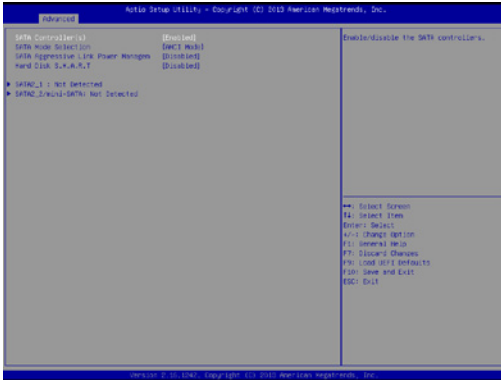 Aptio Setup Utility - Copyright (C) 2013 American Megatrends, Inc.
Advanced
SATA Controller(s) [Enabled]
SATA Mode Selection [AHCI Mode]
SATA Aggressive Link Power Managem [Disabled]
Hard Disk S.M.A.R.T [Disabled]
SATA2_1 : Not Detected
SATA2_2/mini-SATA: Not Detected
Enable/disable the SATA controllers.
→←: Select Screen
↑↓: Select Item
Enter: Select
+/-: Change Option
F1: General Help
F7: Discard Changes
F9: Load UEFI Defaults
F10: Save and Exit
ESC: Exit
Version 2.15.1247. Copyright (C) 2013 American Megatrends, Inc.